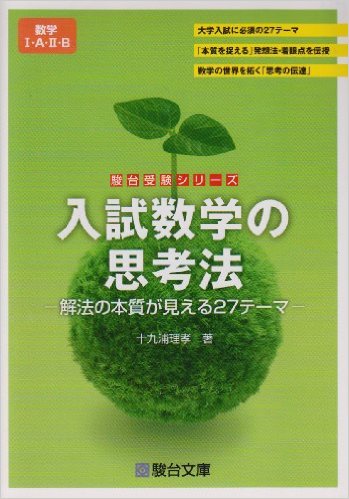 数学
Ⅰ・A・Ⅱ・B
大学入試に必須の27テーマ
「本質を捉える」発想法・着眼点を伝授
数学の世界を拓く「思考の伝達」
駿台受験シリーズ
入試数学の
思考法
─解法の本質が見える27テーマ─
十九浦理孝 著
駿台文庫